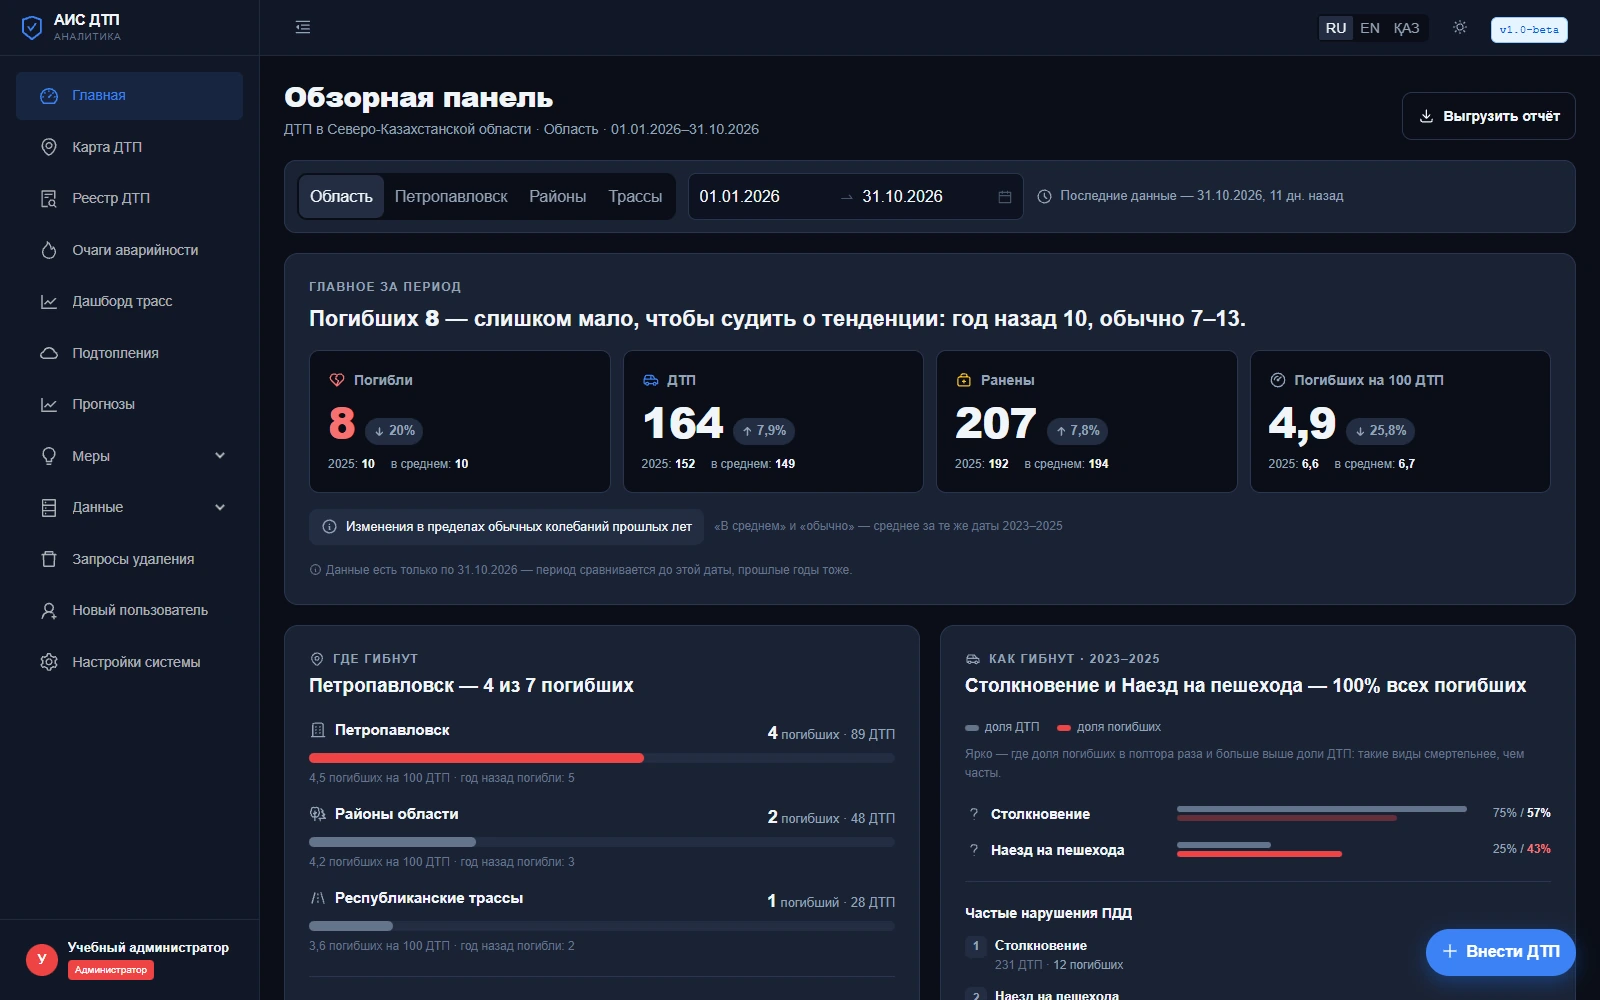 АИС ДТП
АНАЛИТИКА
RU EN ҚАЗ
v1.0-beta
Главная
Карта ДТП
Реестр ДТП
Очаги аварийности
Дашборд трасс
Подтопления
Прогнозы
Меры
Данные
Запросы удаления
Новый пользователь
Настройки системы
Учебный администратор
У
Администратор
Обзорная панель
ДТП в Северо-Казахстанской области · Область · 01.01.2026–31.10.2026
Выгрузить отчёт
Область Петропавловск Районы Трассы
01.01.2026 → 31.10.2026
Последние данные — 31.10.2026, 11 дн. назад
ГЛАВНОЕ ЗА ПЕРИОД
Погибших 8 — слишком мало, чтобы судить о тенденции: год назад 10, обычно 7–13.
Погибли
8 ↓ 20%
2025: 10 в среднем: 10
ДТП
164 ↑ 7,9%
2025: 152 в среднем: 149
Ранены
207 ↑ 7,8%
2025: 192 в среднем: 194
Погибших на 100 ДТП
4,9 ↓ 25,8%
2025: 6,6 в среднем: 6,7
Изменения в пределах обычных колебаний прошлых лет
«В среднем» и «обычно» — среднее за те же даты 2023–2025
Данные есть только по 31.10.2026 — период сравнивается до этой даты, прошлые годы тоже.
ГДЕ ГИБНУТ
Петропавловск — 4 из 7 погибших
Петропавловск
4 погибших · 89 ДТП
4,5 погибших на 100 ДТП · год назад погибли: 5
Районы области
2 погибших · 48 ДТП
4,2 погибших на 100 ДТП · год назад погибли: 3
Республиканские трассы
1 погибший · 28 ДТП
3,6 погибших на 100 ДТП · год назад погибли: 2
КАК ГИБНУТ · 2023–2025
Столкновение и Наезд на пешехода — 100% всех погибших
доля ДТП доля погибших
Ярко — где доля погибших в полтора раза и больше выше доли ДТП: такие виды смертельнее, чем
часты.
? Столкновение 75% / 57%
? Наезд на пешехода 25% / 43%
Частые нарушения ПДД
1 Столкновение
231 ДТП · 12 погибших
2 Наезд на пешехода
+ Внести ДТП